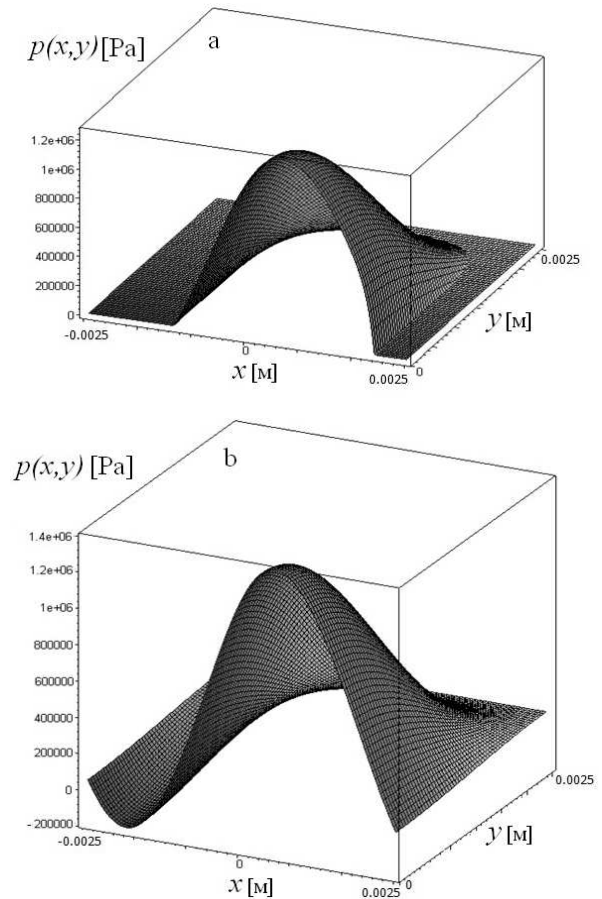 p(x,y) [Pa]
a
1.2e+06
1e+06
800000
600000
400000
200000
0
-0.0025
0
0.0025
x [м]
0
0.0025
y [м]
p(x,y) [Pa]
b
1.4e+06
1.2e+06
1e+06
800000
600000
400000
200000
0
-200000
-0.0025
0
0.0025
x [м]
0
0.0025
y [м]